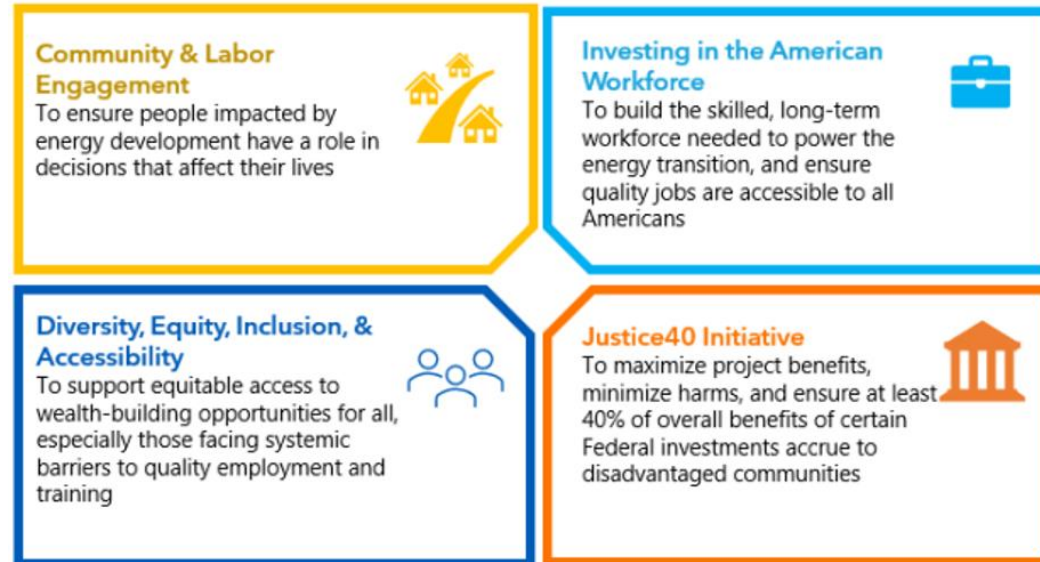 Community & Labor
Engagement
To ensure people impacted by
energy development have a role in
decisions that affect their lives
Investing in the American
Workforce
To build the skilled, long-term
workforce needed to power the
energy transition, and ensure
quality jobs are accessible to all
Americans
Diversity, Equity, Inclusion, &
Accessibility
To support equitable access to
wealth-building opportunities for all,
especially those facing systemic
barriers to quality employment and
training
Justice40 Initiative
To maximize project benefits,
minimize harms, and ensure at least
40% of overall benefits of certain
Federal investments accrue to
disadvantaged communities